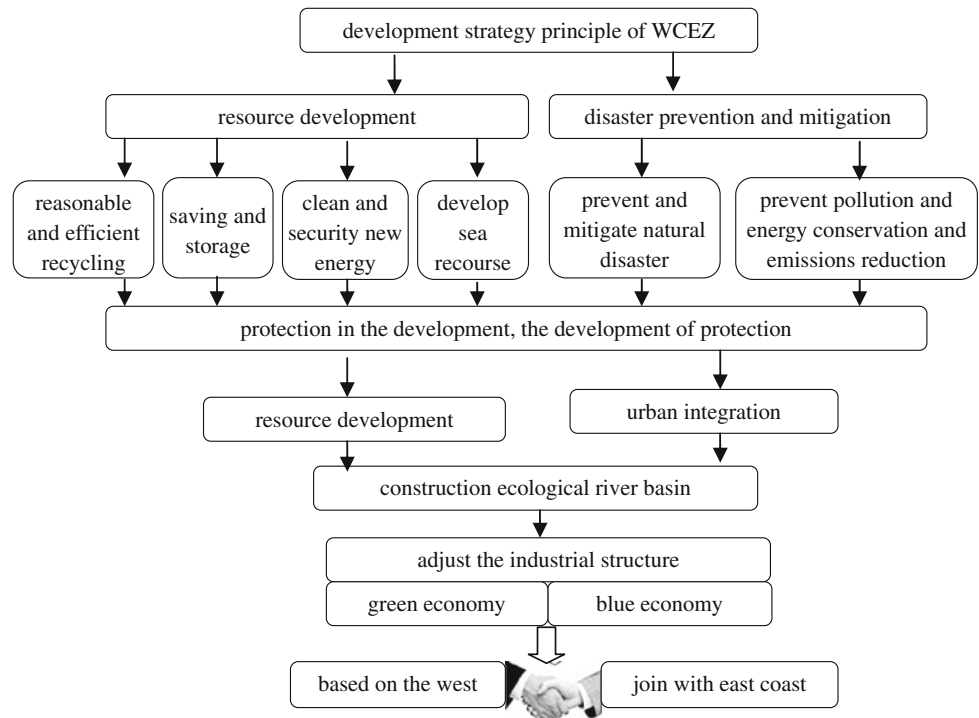 development strategy principle of WCEZ
resource development
disaster prevention and mitigation
reasonable
and efficient
recycling
saving and
storage
clean and
security new
energy
develop
sea
recourse
prevent and
mitigate natural
disaster
prevent pollution and
energy conservation and
emissions reduction
protection in the development, the development of protection
resource development
urban integration
construction ecological river basin
adjust the industrial structure
green economy
blue economy
based on the west
join with east coast